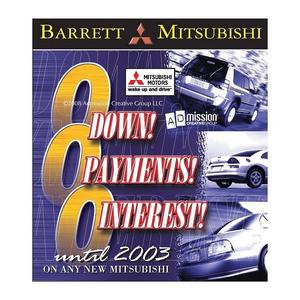 BARRETT MITSUBISHI
MITSUBISHI
MOTORS
wake up and drive
©2008 Admission Creative Group LLC
ADmission
CREATIVE GROUP
0 DOWN!
0 PAYMENTS!
0 INTEREST!
until 2003
ON ANY NEW MITSUBISHI